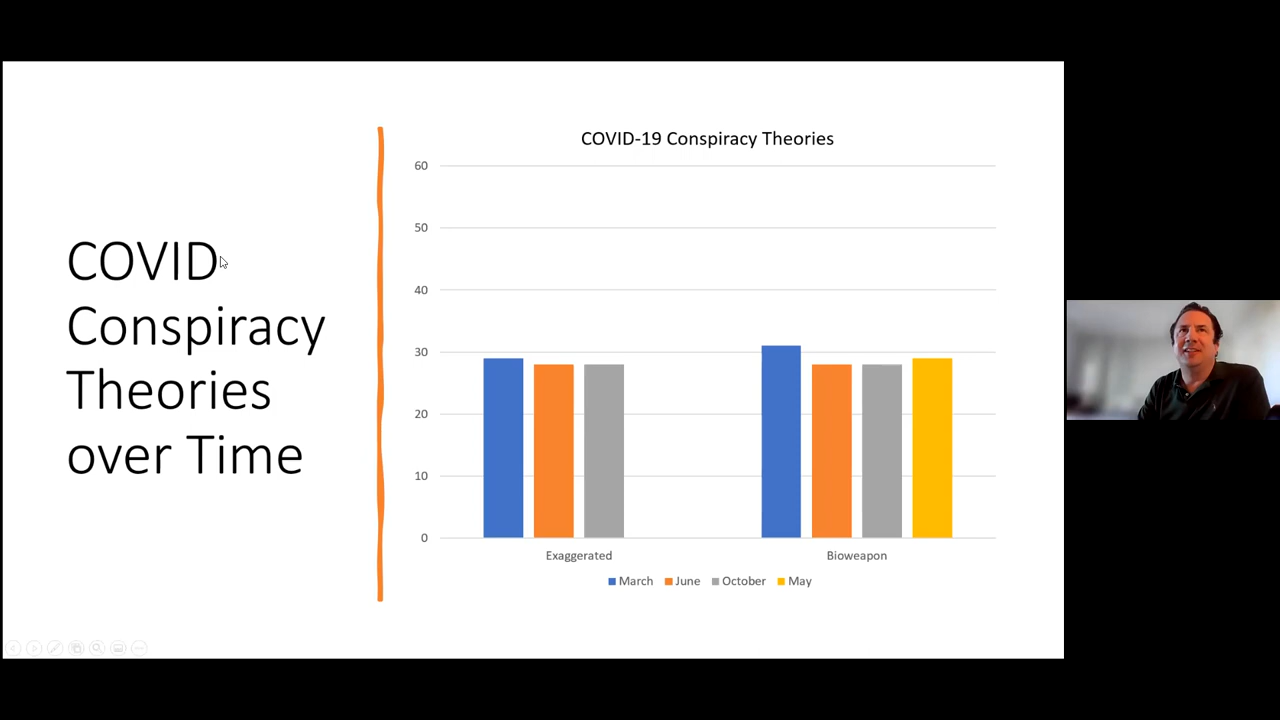 COVID
Conspiracy
Theories
over Time
COVID-19 Conspiracy Theories
60
50
40
30
20
10
0
Exaggerated Bioweapon
March June October May